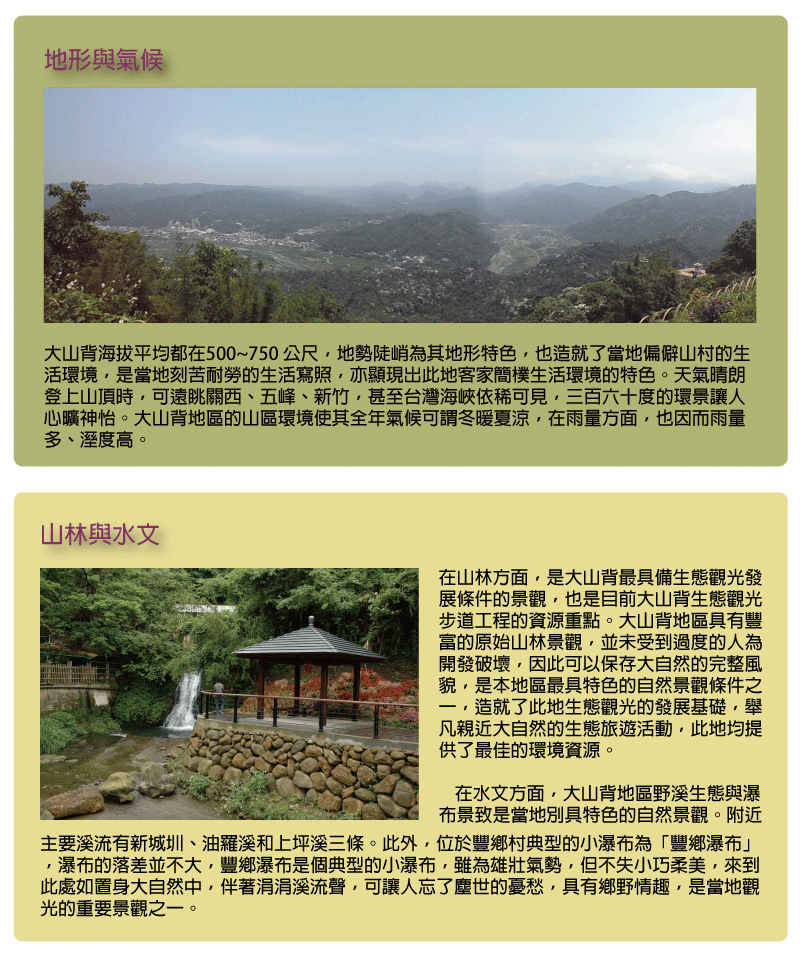 地形與氣候
大山背海拔平均都在500~750 公尺，地勢陡峭為其地形特色，也造就了當地偏僻山村的生
活環境，是當地刻苦耐勞的生活寫照，亦顯現出此地客家簡樸生活環境的特色。天氣晴朗
登上山頂時，可遠眺關西、五峰、新竹，甚至台灣海峽依稀可見，三百六十度的環景讓人
心曠神怡。大山背地區的山區環境使其全年氣候可謂冬暖夏涼，在雨量方面，也因而雨量
多、溼度高。
山林與水文
在山林方面，是大山背最具備生態觀光發
展條件的景觀，也是目前大山背生態觀光
步道工程的資源重點。大山背地區具有豐
富的原始山林景觀，並未受到過度的人為
開發破壞，因此可以保存大自然的完整風
貌，是本地區最具特色的自然景觀條件之
一，造就了此地生態觀光的發展基礎，舉
凡親近大自然的生態旅遊活動，此地均提
供了最佳的環境資源。
在水文方面，大山背地區野溪生態與瀑
布景致是當地別具特色的自然景觀。附近
主要溪流有新城圳、油羅溪和上坪溪三條。此外，位於豐鄉村典型的小瀑布為「豐鄉瀑布」
，瀑布的落差並不大，豐鄉瀑布是個典型的小瀑布，雖為雄壯氣勢，但不失小巧柔美，來到
此處如置身大自然中，伴著涓涓溪流聲，可讓人忘了塵世的憂愁，具有鄉野情趣，是當地觀
光的重要景觀之一。